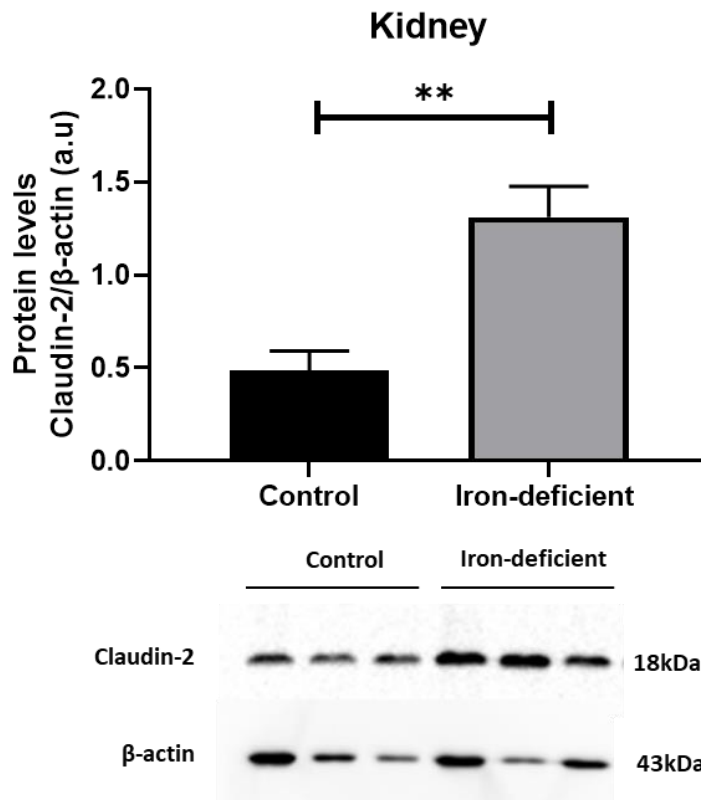 Kidney
Protein levels
Claudin-2/β-actin (a.u)
2.0
1.5
1.0
0.5
0.0
**
Control
Iron-deficient
Control
Iron-deficient
Claudin-2
18kDa
β-actin
43kDa